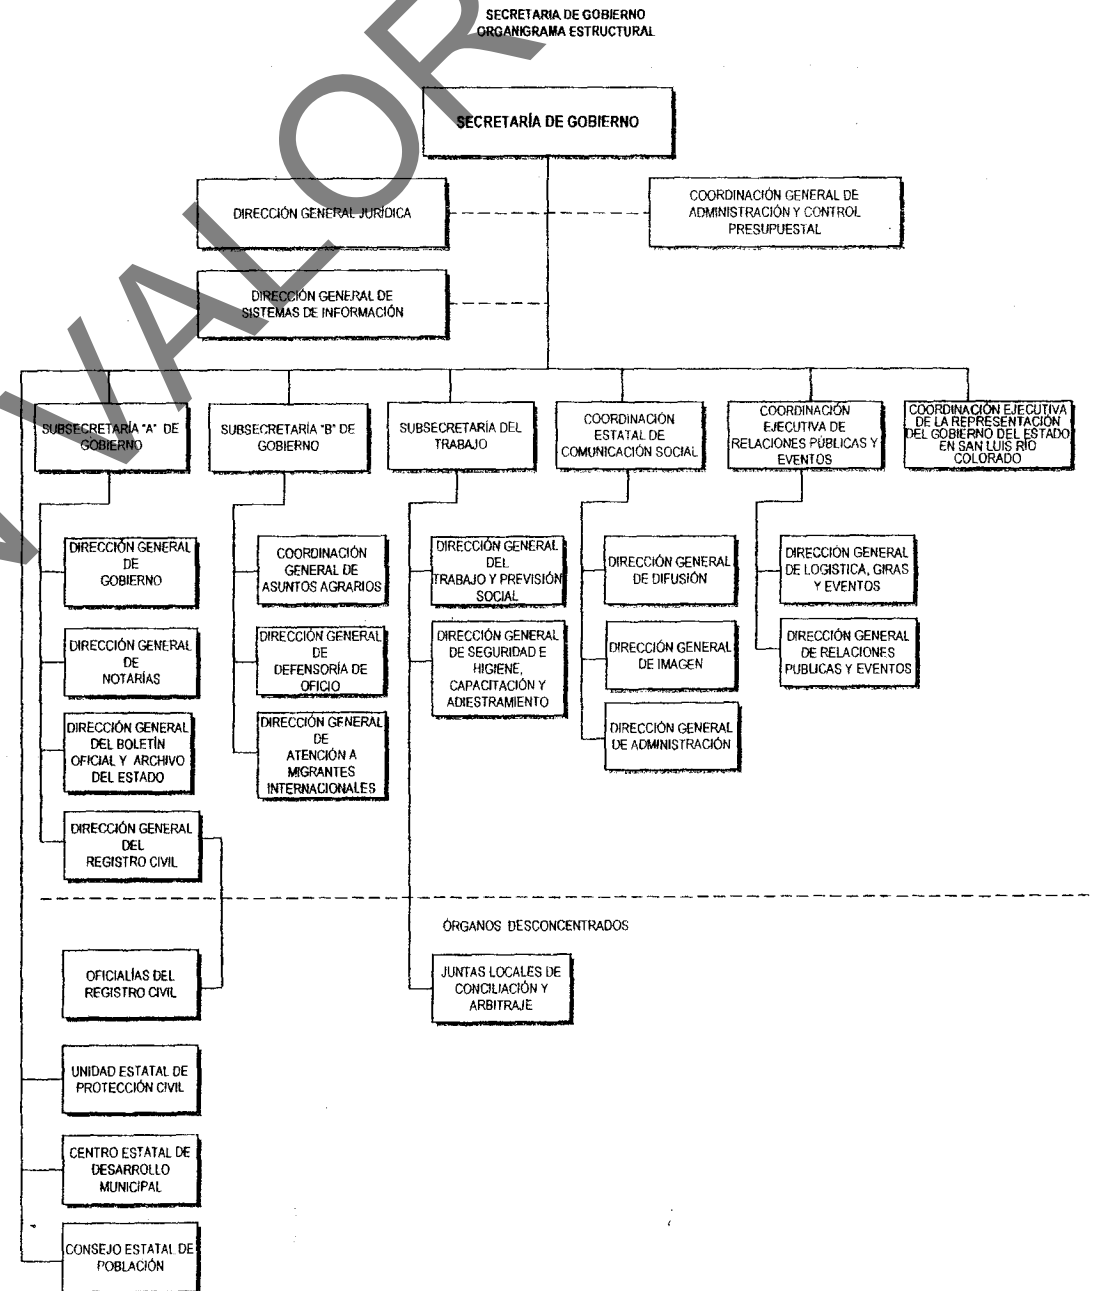 SECRETARIA DE GOBIERNO
ORGANIGRAMA ESTRUCTURAL
SECRETARÍA DE GOBIERNO
DIRECCIÓN GENERAL JURÍDICA
COORDINACIÓN GENERAL DE
ADMINISTRACIÓN Y CONTROL
PRESUPUESTAL
DIRECCIÓN GENERAL DE
SISTEMAS DE INFORMACIÓN
SUBSECRETARÍA "A" DE
GOBIERNO
SUBSECRETARÍA "B" DE
GOBIERNO
SUBSECRETARÍA DEL
TRABAJO
COORDINACIÓN
ESTATAL DE
COMUNICACIÓN SOCIAL
COORDINACIÓN
EJECUTIVA DE
RELACIONES PÚBLICAS Y
EVENTOS
COORDINACIÓN EJECUTIVA
DE LA REPRESENTACIÓN
DEL GOBIERNO DEL ESTADO
EN SAN LUIS RÍO
COLORADO
DIRECCIÓN GENERAL
DE
GOBIERNO
DIRECCIÓN GENERAL
DE
NOTARÍAS
DIRECCIÓN GENERAL
DEL BOLETÍN
OFICIAL Y ARCHIVO
DEL ESTADO
DIRECCIÓN GENERAL
DEL
REGISTRO CIVIL
COORDINACIÓN
GENERAL DE
ASUNTOS AGRARIOS
DIRECCIÓN GENERAL
DE
DEFENSORÍA DE
OFICIO
DIRECCIÓN GENERAL
DE
ATENCIÓN A
MIGRANTES
INTERNACIONALES
DIRECCIÓN GENERAL
DEL
TRABAJO Y PREVISIÓN
SOCIAL
DIRECCIÓN GENERAL
DE SEGURIDAD E
HIGIENE,
CAPACITACIÓN Y
ADIESTRAMIENTO
DIRECCIÓN GENERAL
DE DIFUSIÓN
DIRECCIÓN GENERAL
DE IMAGEN
DIRECCIÓN GENERAL
DE ADMINISTRACIÓN
DIRECCIÓN GENERAL
DE LOGISTICA, GIRAS
Y EVENTOS
DIRECCIÓN GENERAL
DE RELACIONES
PUBLICAS Y EVENTOS
ÓRGANOS DESCONCENTRADOS
OFICIALÍAS DEL
REGISTRO CIVIL
JUNTAS LOCALES DE
CONCILIACIÓN Y
ARBITRAJE
UNIDAD ESTATAL DE
PROTECCIÓN CIVIL
CENTRO ESTATAL DE
DESARROLLO
MUNICIPAL
CONSEJO ESTATAL DE
POBLACIÓN
VALOR